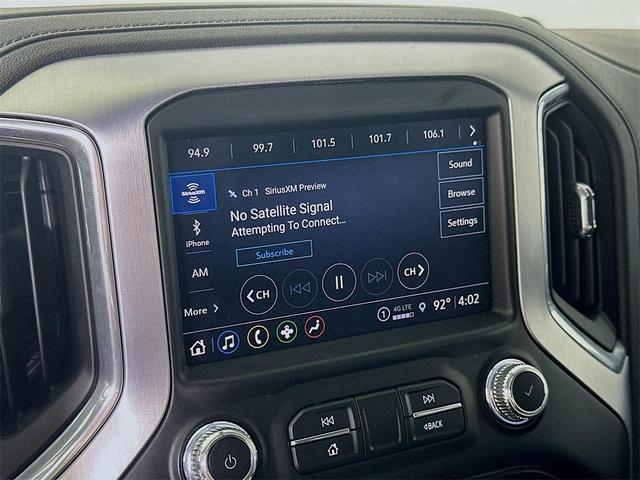 94.9 99.7 101.5 101.7 106.1
SiriusXM
Ch 1 SiriusXM Preview
Sound
No Satellite Signal
Browse
Attempting To Connect...
iPhone
Settings
Subscribe
AM
CH
CH
More
1 4G LTE 92° 4:02
BACK